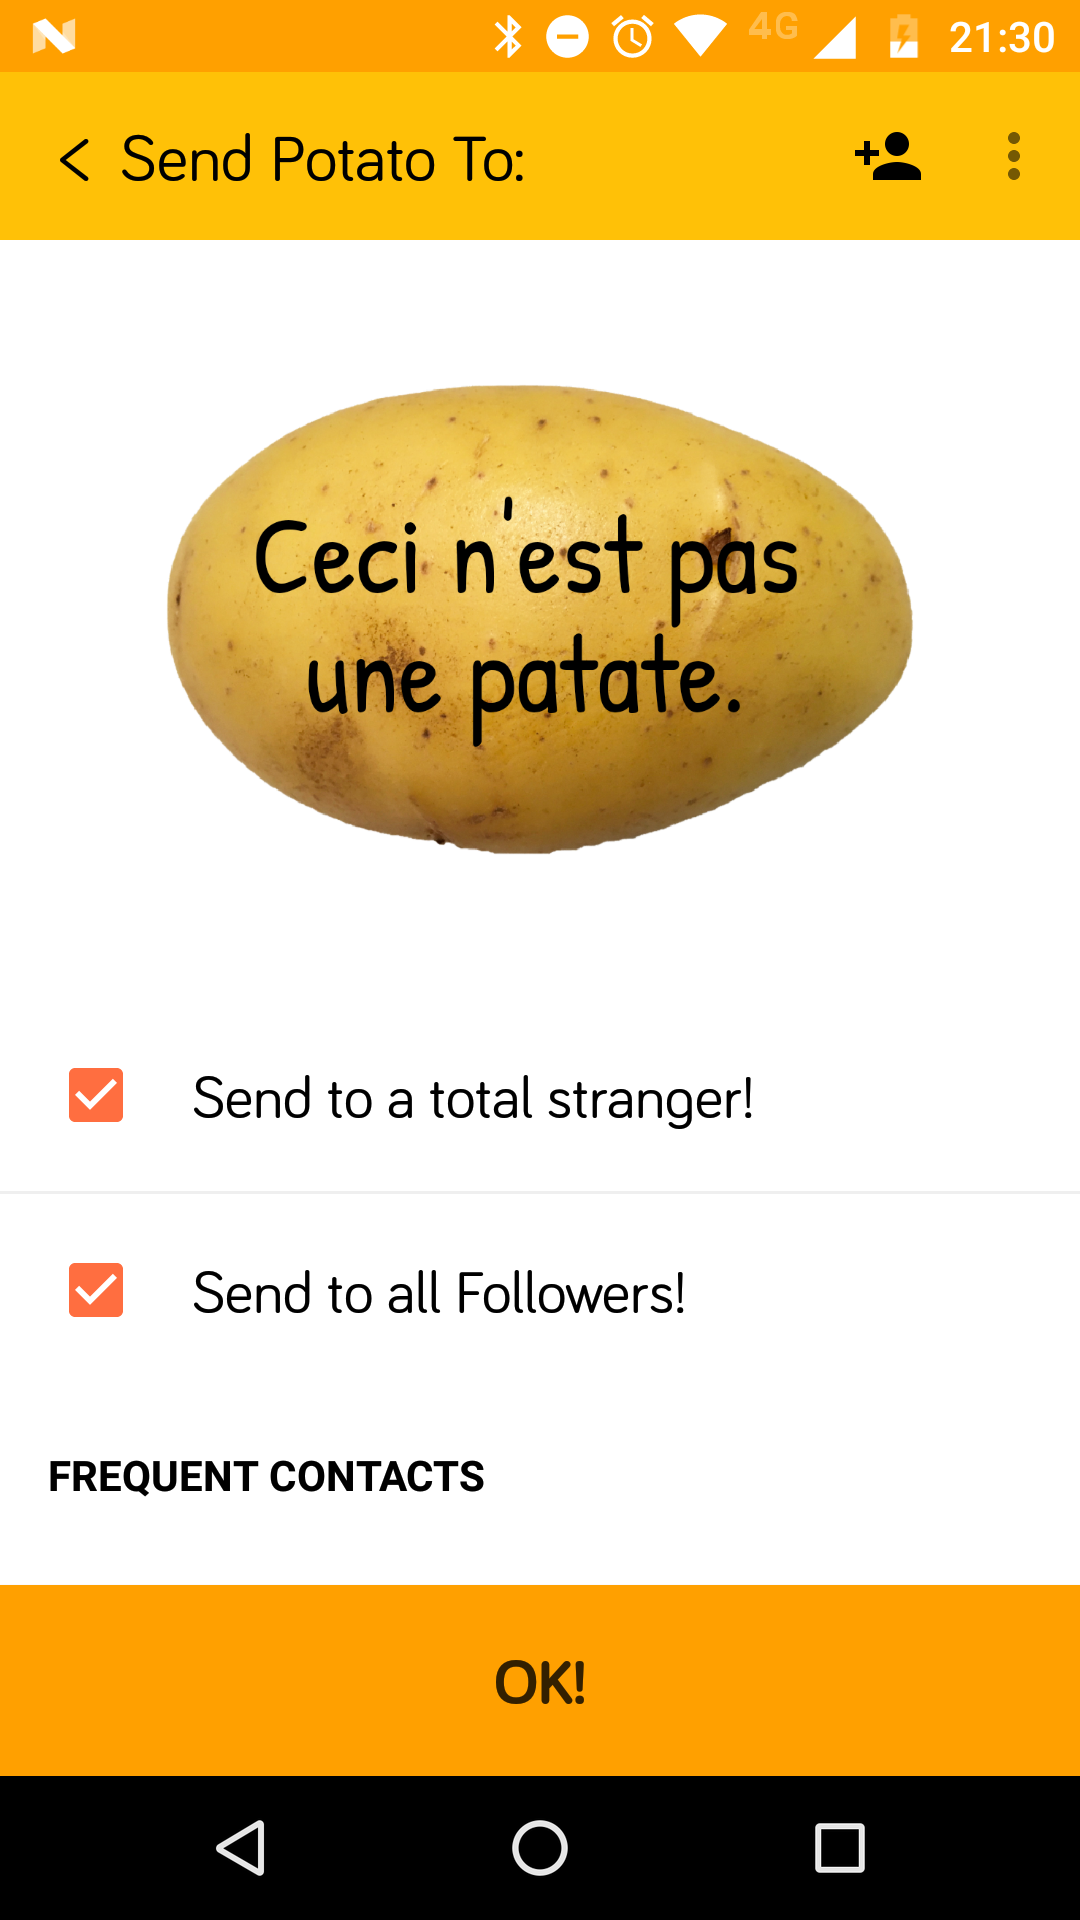 4G 21:30
Send Potato To:
Ceci n'est pas
une patate.
Send to a total stranger!
Send to all Followers!
FREQUENT CONTACTS
OK!